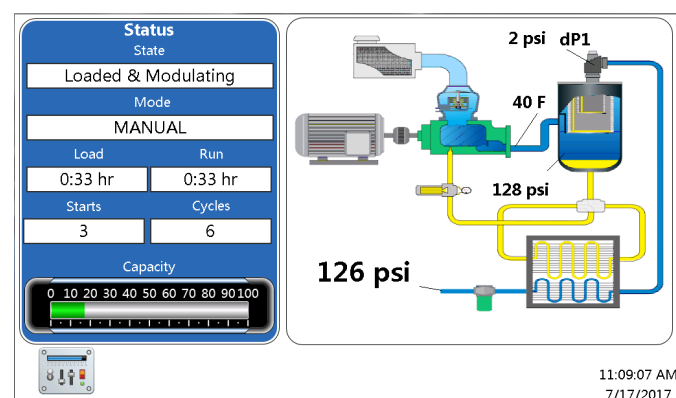 Status
State
Loaded & Modulating
Mode
MANUAL
Load Run
0:33 hr 0:33 hr
Starts Cycles
3 6
Capacity
0 10 20 30 40 50 60 70 80 90 100
2 psi dP1
40 F
128 psi
126 psi
11:09:07 AM
7/17/2017